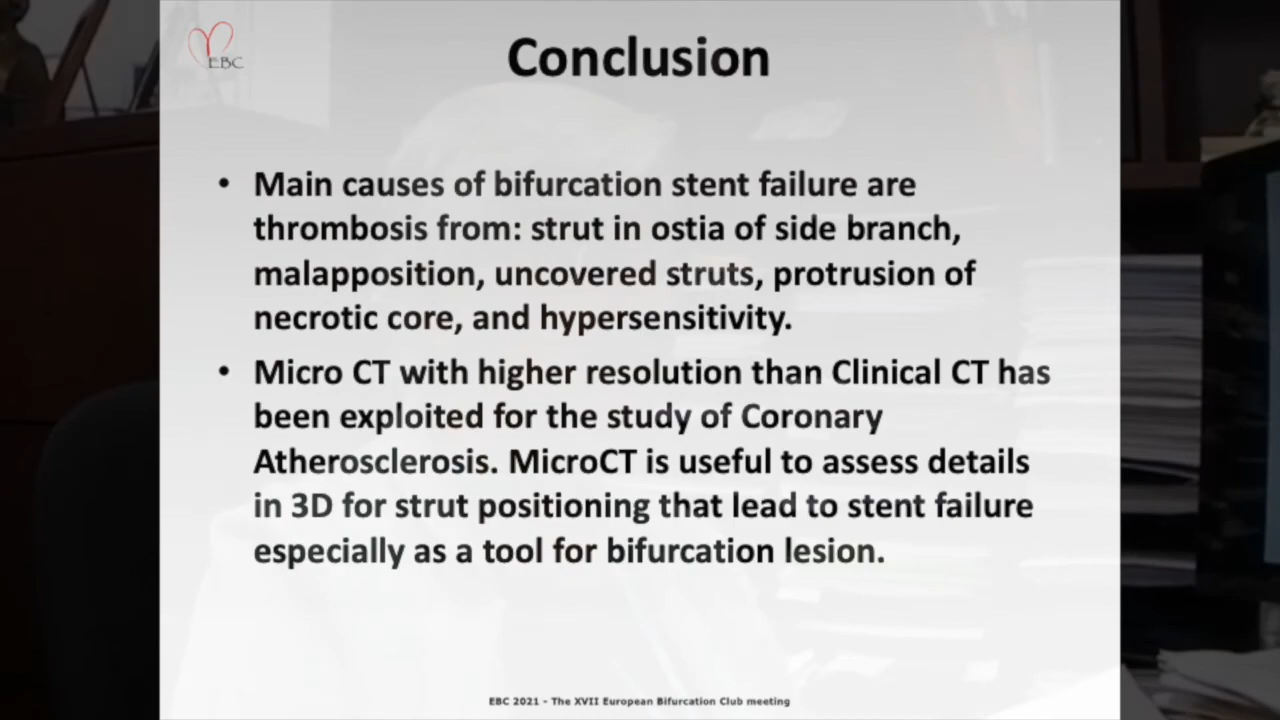 EBC
Conclusion
• Main causes of bifurcation stent failure are
thrombosis from: strut in ostia of side branch,
malapposition, uncovered struts, protrusion of
necrotic core, and hypersensitivity.
• Micro CT with higher resolution than Clinical CT has
been exploited for the study of Coronary
Atherosclerosis. MicroCT is useful to assess details
in 3D for strut positioning that lead to stent failure
especially as a tool for bifurcation lesion.
EBC 2021 - The XVII European Bifurcation Club meeting